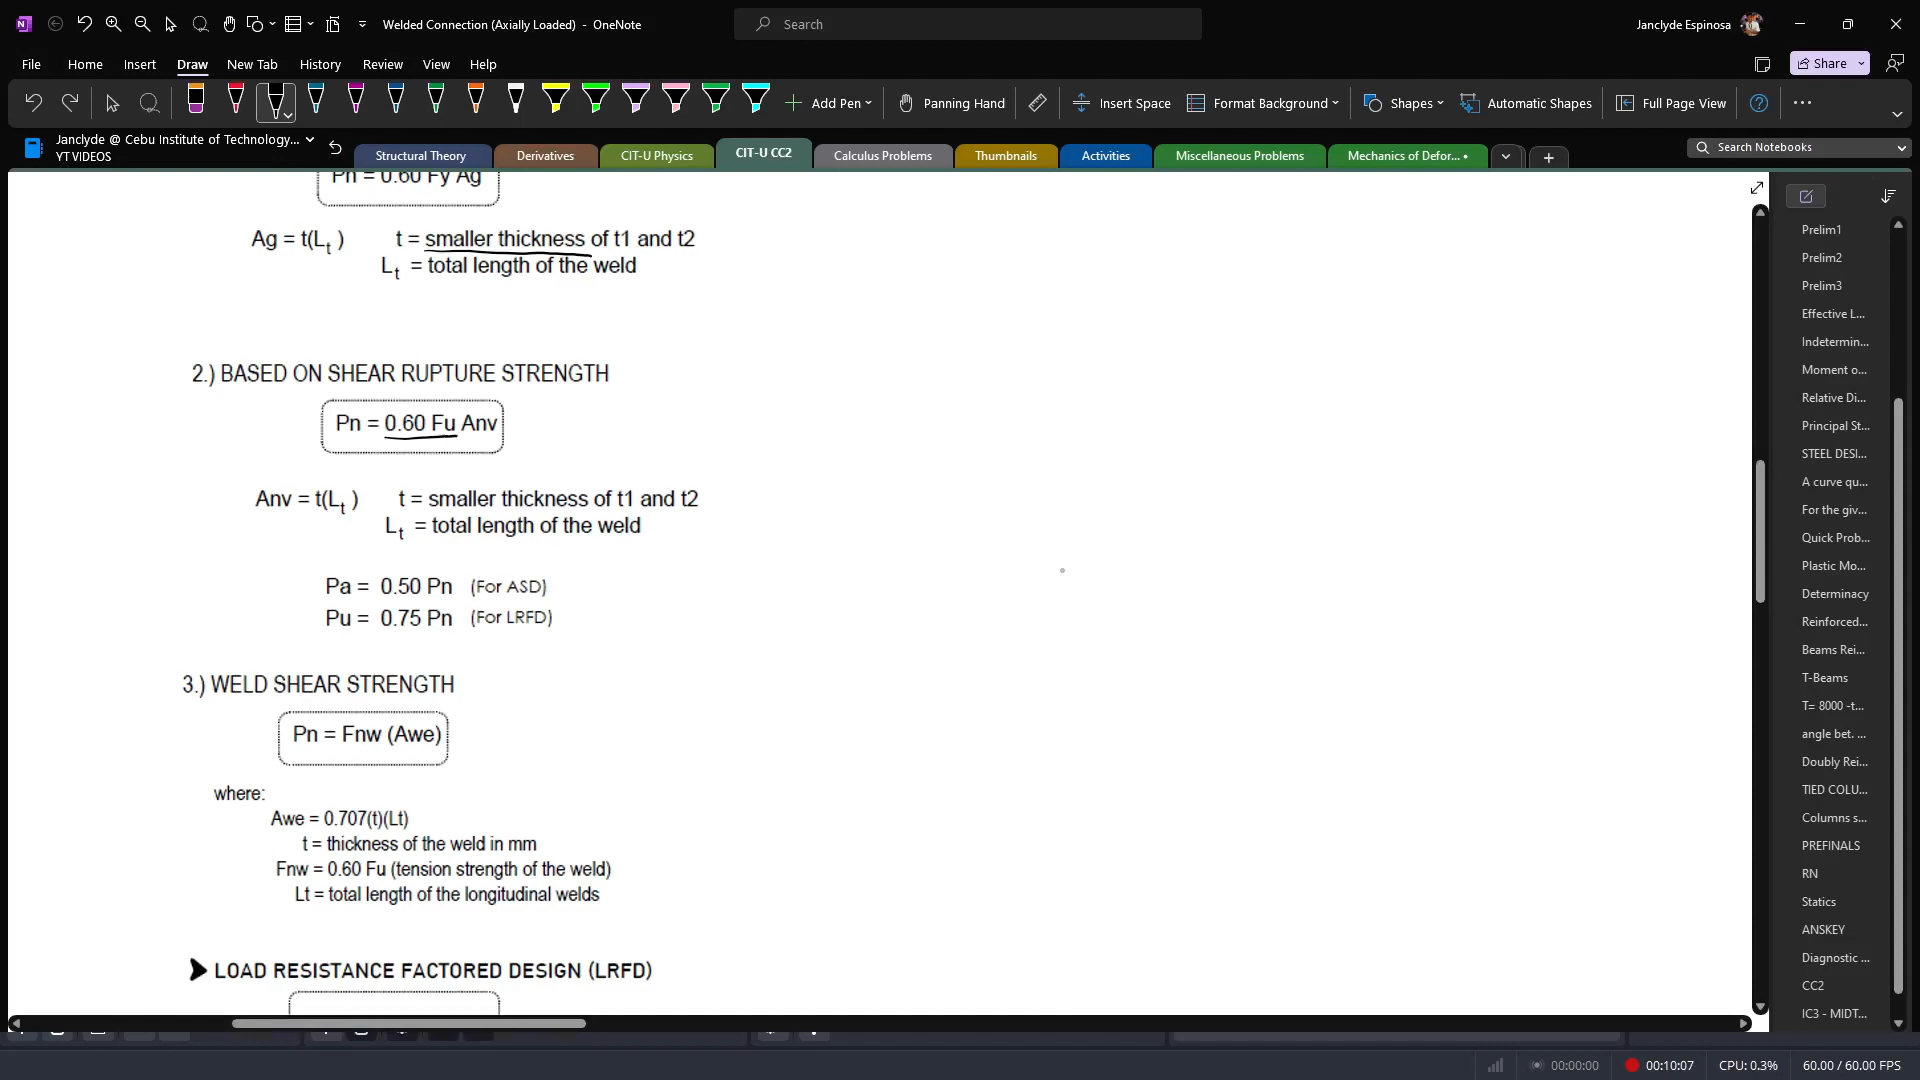 Welded Connection (Axially Loaded) - OneNote
Search
Janclyde Espinosa
File Home Insert Draw New Tab History Review View Help
Share
Add Pen
Panning Hand
Insert Space
Format Background
Shapes
Automatic Shapes
Full Page View
Janclyde @ Cebu Institute of Technology...
YT VIDEOS
Structural Theory
Derivatives
CIT-U Physics
CIT-U CC2
Calculus Problems
Thumbnails
Activities
Miscellaneous Problems
Mechanics of Defor... •
Search Notebooks
Pn = 0.60 Fy Ag
Ag = t(Lt ) t = smaller thickness of t1 and t2
Lt = total length of the weld
2.) BASED ON SHEAR RUPTURE STRENGTH
Pn = 0.60 Fu Anv
Anv = t(Lt ) t = smaller thickness of t1 and t2
Lt = total length of the weld
Pa = 0.50 Pn (For ASD)
Pu = 0.75 Pn (For LRFD)
3.) WELD SHEAR STRENGTH
Pn = Fnw (Awe)
where:
Awe = 0.707(t)(Lt)
t = thickness of the weld in mm
Fnw = 0.60 Fu (tension strength of the weld)
Lt = total length of the longitudinal welds
LOAD RESISTANCE FACTORED DESIGN (LRFD)
Prelim1
Prelim2
Prelim3
Effective L...
Indetermin...
Moment o...
Relative Di...
Principal St...
STEEL DESI...
A curve qu...
For the giv...
Quick Prob...
Plastic Mo...
Determinacy
Reinforced...
Beams Rei...
T-Beams
T= 8000 -t...
angle bet. ...
Doubly Rei...
TIED COLU...
Columns s...
PREFINALS
RN
Statics
ANSKEY
Diagnostic ...
CC2
IC3 - MIDT...
00:00:00
00:10:07
CPU: 0.3%
60.00 / 60.00 FPS